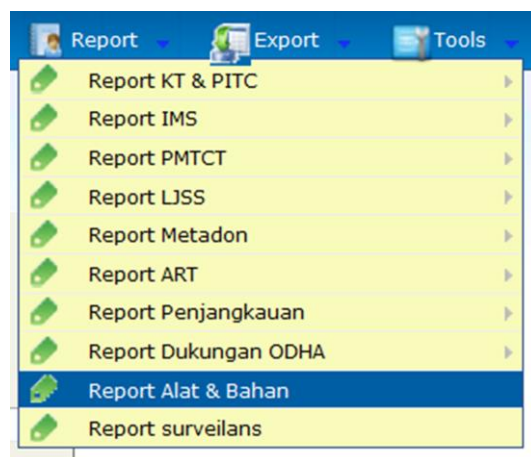 Report Export Tools
Report KT & PITC
Report IMS
Report PMTCT
Report LJSS
Report Metadon
Report ART
Report Penjangkauan
Report Dukungan ODHA
Report Alat & Bahan
Report surveilans